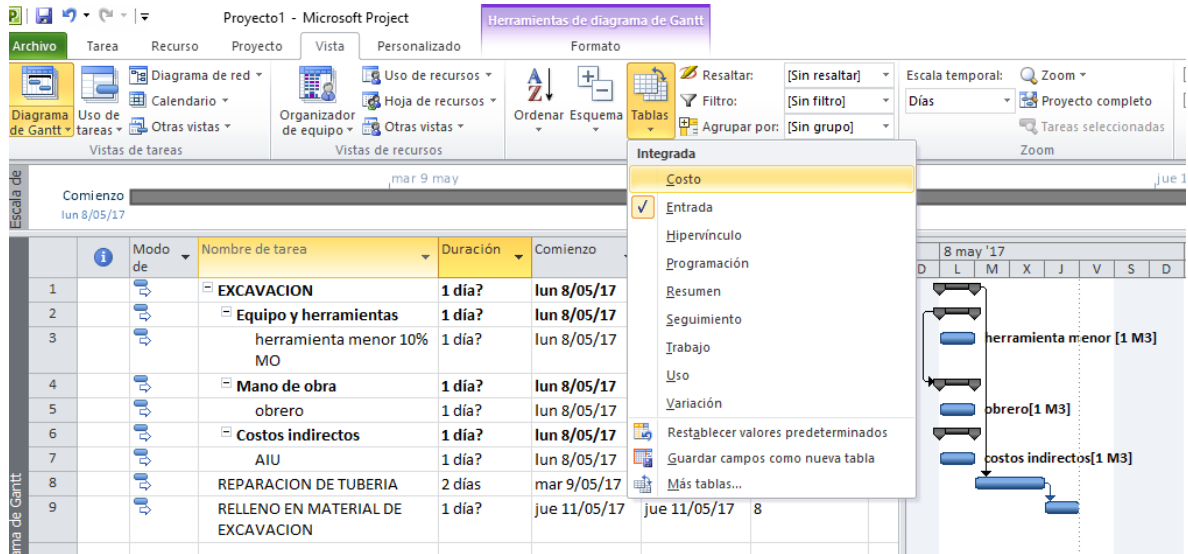 Proyecto1 - Microsoft Project
Herramientas de diagrama de Gantt
Archivo Tarea Recurso Proyecto Vista Personalizado Formato
Diagrama de Gantt
Uso de tareas
Diagrama de red
Calendario
Otras vistas
Vistas de tareas
Organizador de equipo
Uso de recursos
Hoja de recursos
Otras vistas
Vistas de recursos
Ordenar
Esquema
Tablas
Resaltar: [Sin resaltar]
Filtro: [Sin filtro]
Agrupar por: [Sin grupo]
Escala temporal:
Días
Zoom
Proyecto completo
Tareas seleccionadas
Zoom
Integrada
Costo
Entrada
Hipervínculo
Programación
Resumen
Seguimiento
Trabajo
Uso
Variación
Restablecer valores predeterminados
Guardar campos como nueva tabla
Más tablas...
Escala de
mar 9 may
jue 1
Comienzo
lun 8/05/17
Modo de Nombre de tarea Duración Comienzo
8 may '17
D L M X J V S D
1 EXCAVACION 1 día? lun 8/05/17
2 Equipo y herramientas 1 día? lun 8/05/17
3 herramienta menor 10% 1 día? lun 8/05/17 herramienta menor [1 M3]
MO
4 Mano de obra 1 día? lun 8/05/17
5 obrero 1 día? lun 8/05/17 obrero[1 M3]
6 Costos indirectos 1 día? lun 8/05/17
7 AIU 1 día? lun 8/05/17 costos indirectos[1 M3]
8 REPARACION DE TUBERIA 2 días mar 9/05/17
9 RELLENO EN MATERIAL DE 1 día? jue 11/05/17 jue 11/05/17 8
EXCAVACION
ma de Gantt